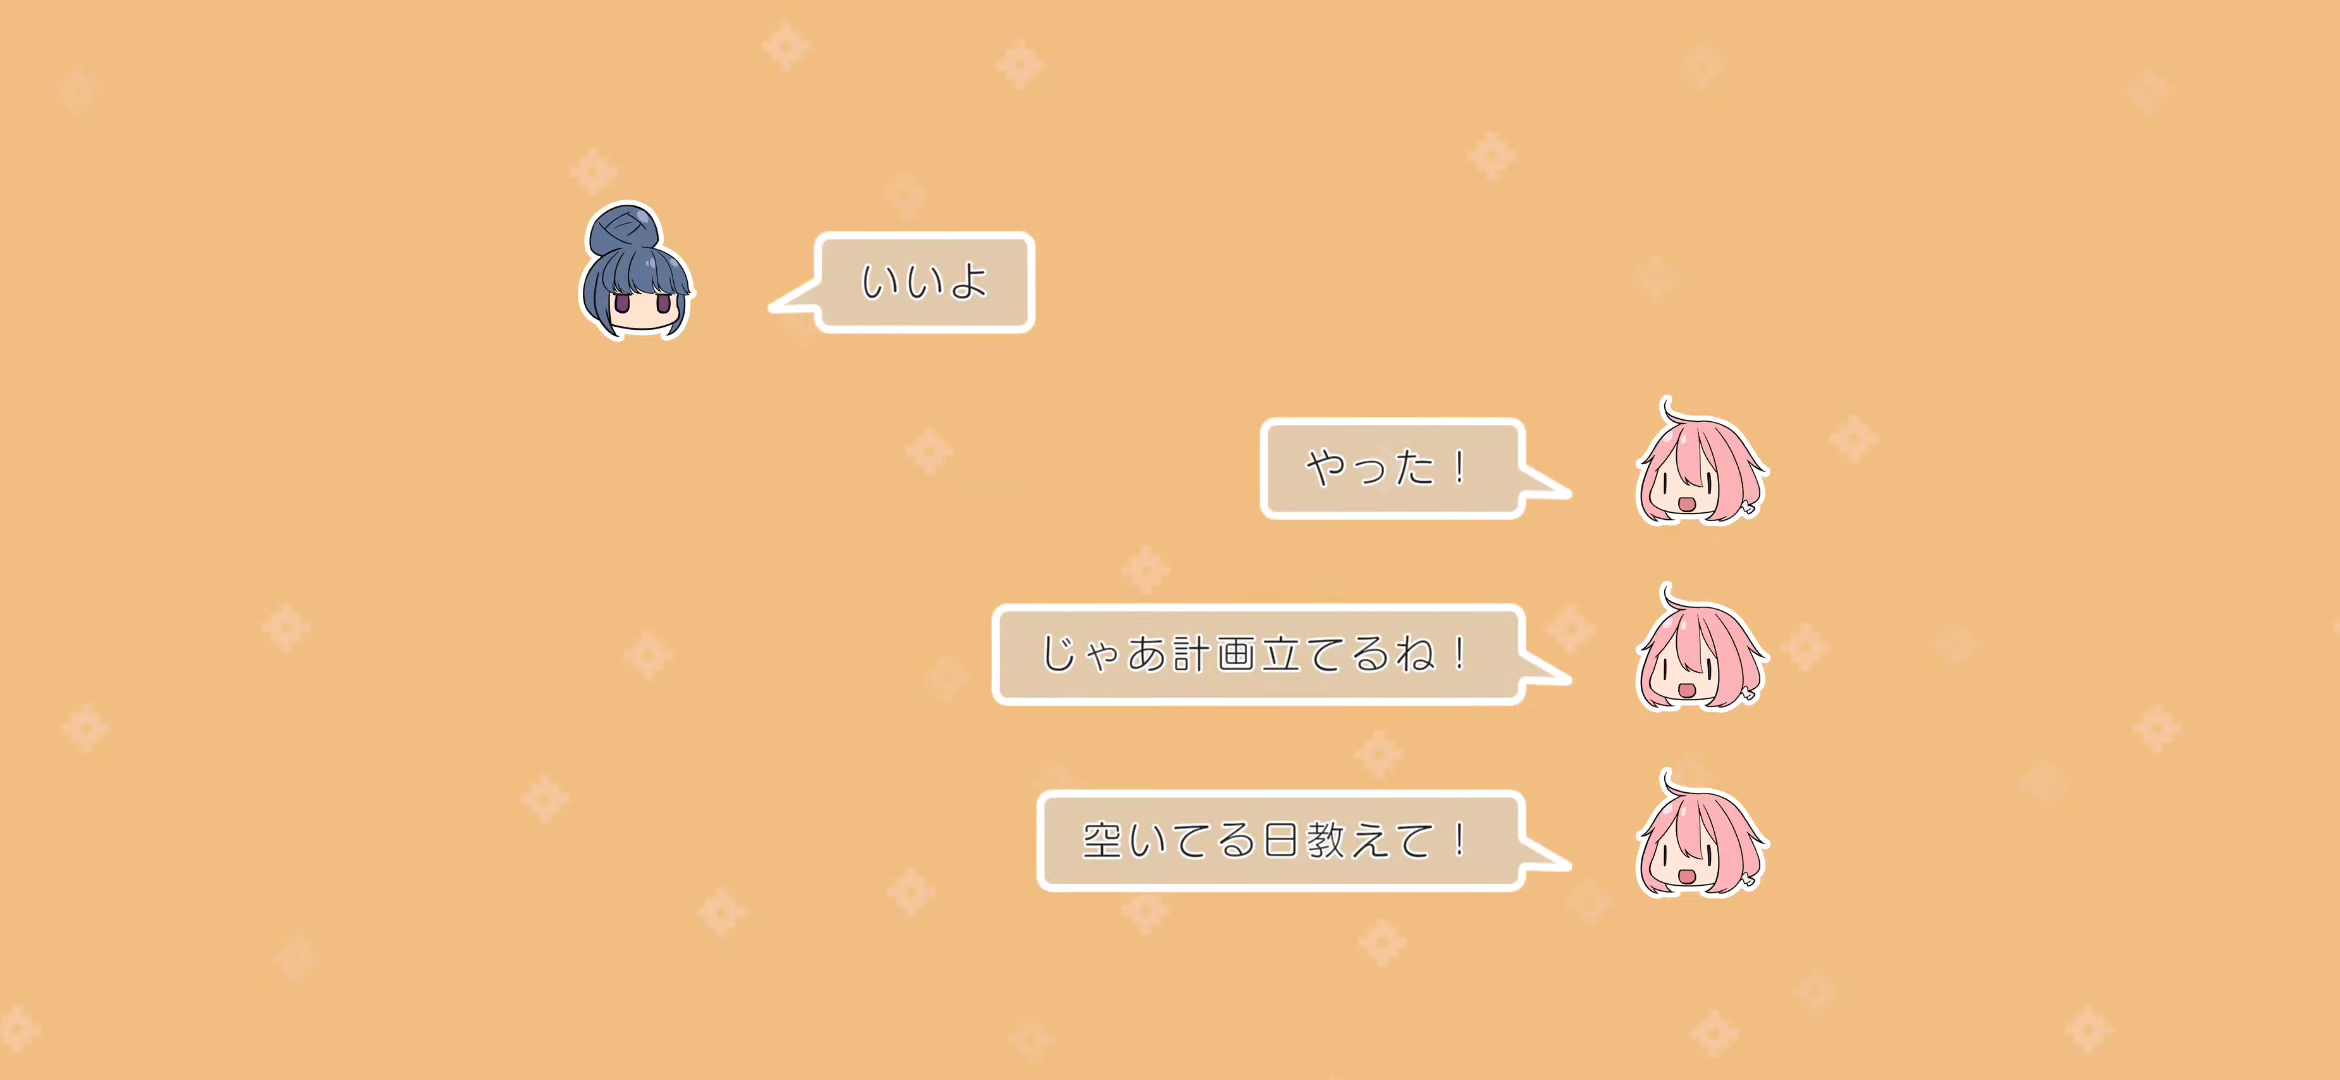 いいよ
やった！
じゃあ計画立てるね！
空いてる日教えて！